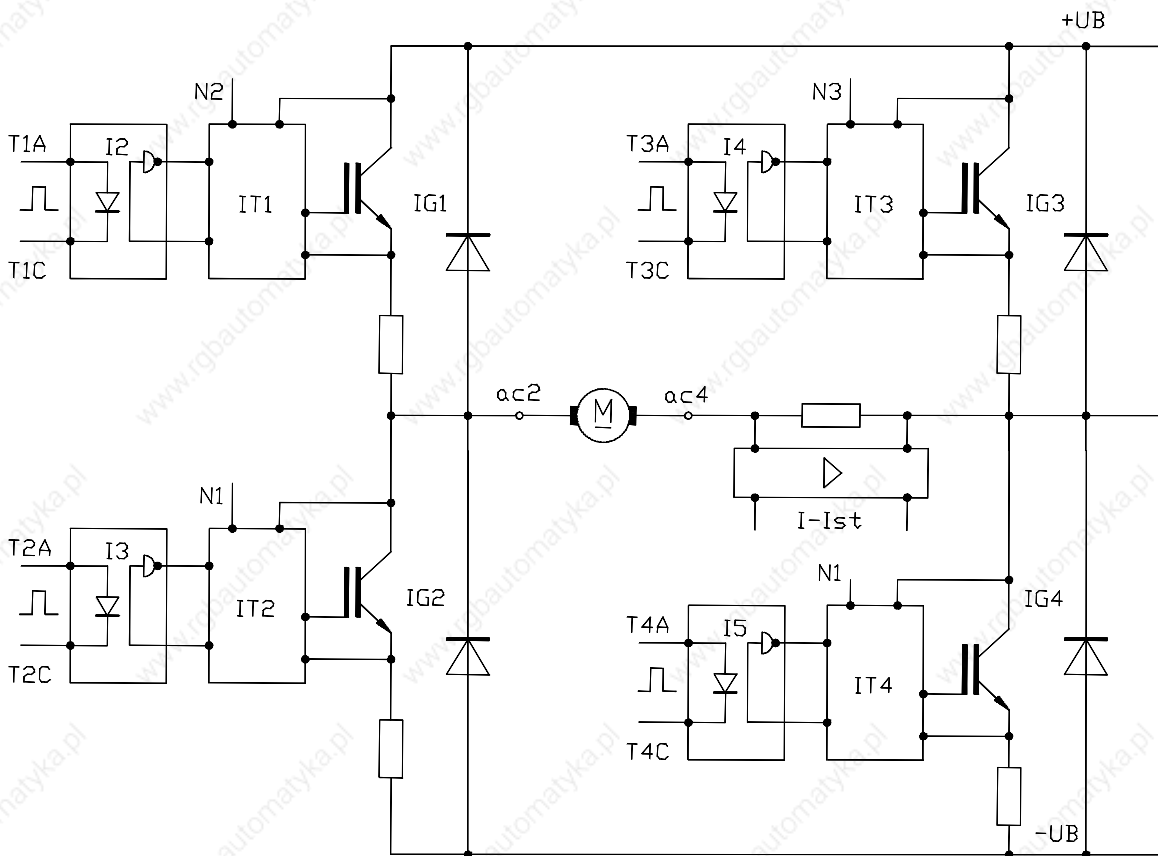 +UB
N2
N3
T1A
I2
T3A
I4
IT1
IG1
IT3
IG3
T1C
T3C
ac2
M
ac4
I-Ist
N1
T2A
I3
IT2
IG2
T2C
N1
IG4
T4A
I5
IT4
T4C
-UB
www.rgbautomatyka.pl